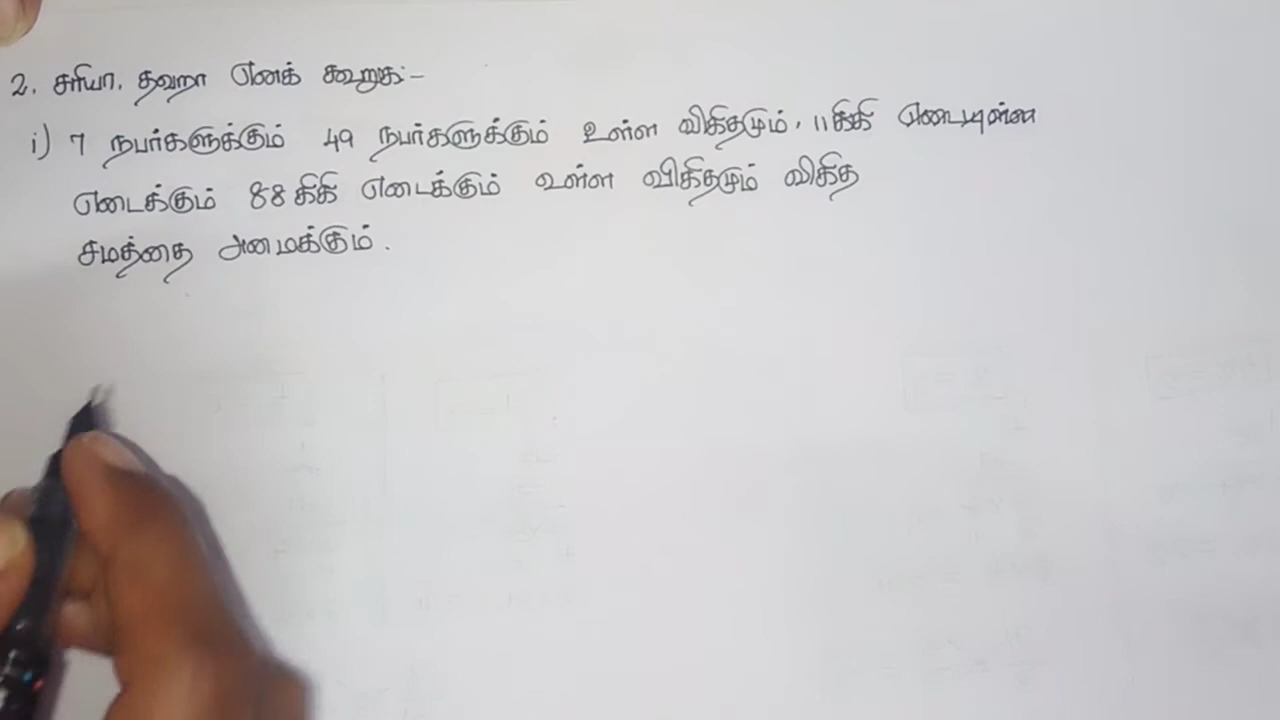 2. சரியா, தவறா எனக் கூறுக:-
i) 7 நபர்களுக்கும் 49 நபர்களுக்கும் உள்ள விகிதமும், 11கிகி எடையுள்ள
எடைக்கும் 88கிகி எடைக்கும் உள்ள விகிதமும் விகித
சமத்தை அமைக்கும்.